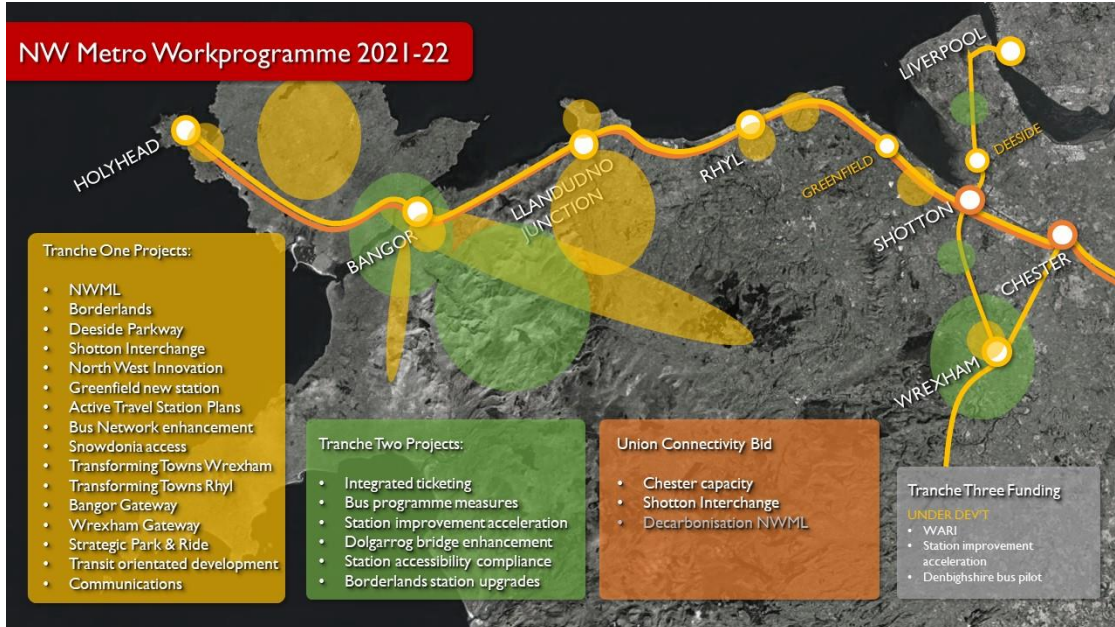 NW Metro Workprogramme 2021-22
LIVERPOOL
HOLYHEAD
DEESIDE
RHYL
GREENFIELD
LLANDUDNO
JUNCTION
SHOTTON
BANGOR
CHESTER
WREXHAM
Tranche One Projects:
• NWML
• Borderlands
• Deeside Parkway
• Shotton Interchange
• North West Innovation
• Greenfield new station
• Active Travel Station Plans
• Bus Network enhancement
• Snowdonia access
• Transforming Towns Wrexham
• Transforming Towns Rhyl
• Bangor Gateway
• Wrexham Gateway
• Strategic Park & Ride
• Transit orientated development
• Communications
Tranche Two Projects:
• Integrated ticketing
• Bus programme measures
• Station improvement acceleration
• Dolgarrog bridge enhancement
• Station accessibility compliance
• Borderlands station upgrades
Union Connectivity Bid
• Chester capacity
• Shotton Interchange
• Decarbonisation NWML
Tranche Three Funding
UNDER DEV'T
• WARI
• Station improvement
acceleration
• Denbighshire bus pilot